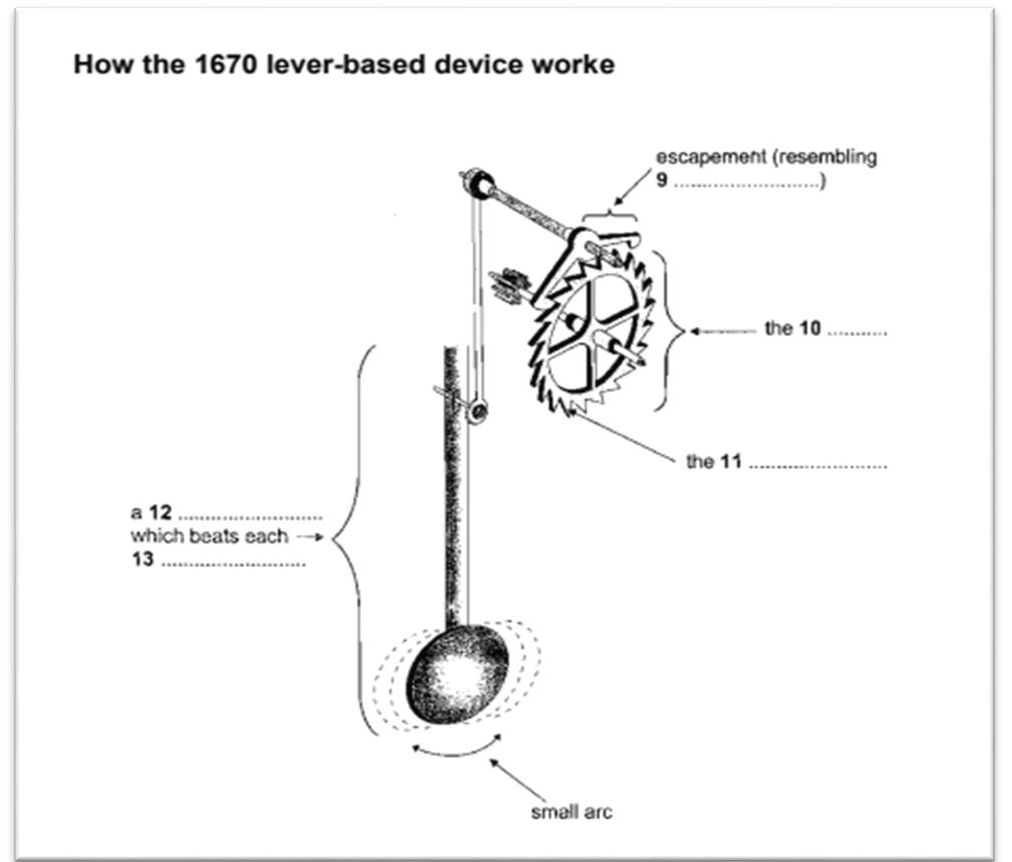 How the 1670 lever-based device worke
escapement (resembling
9 ........................)
the 10 ..........
the 11 ........................
a 12 ........................
which beats each
13 ........................
small arc